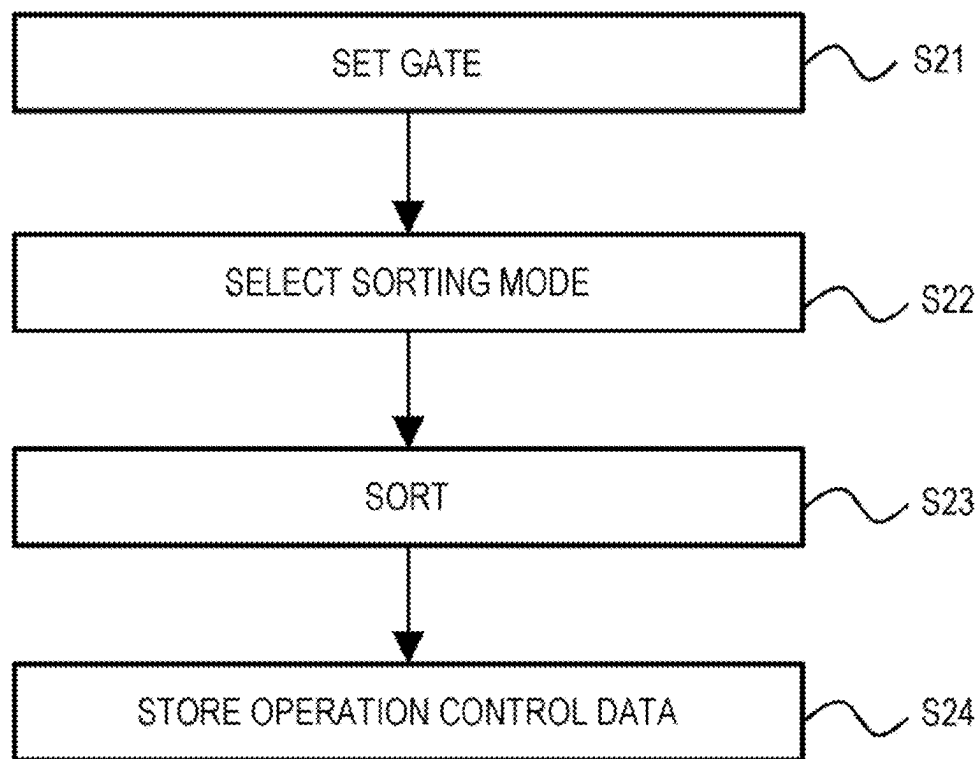 SET GATE
S21
SELECT SORTING MODE
S22
SORT
S23
STORE OPERATION CONTROL DATA
S24